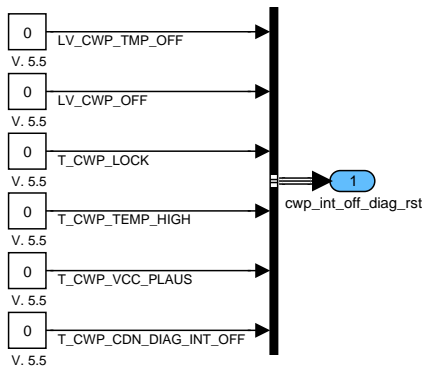 0
LV_CWP_TMP_OFF
V. 5.5
0
LV_CWP_OFF
V. 5.5
0
T_CWP_LOCK
V. 5.5
1
cwp_int_off_diag_rst
0
T_CWP_TEMP_HIGH
V. 5.5
0
T_CWP_VCC_PLAUS
V. 5.5
0
T_CWP_CDN_DIAG_INT_OFF
V. 5.5